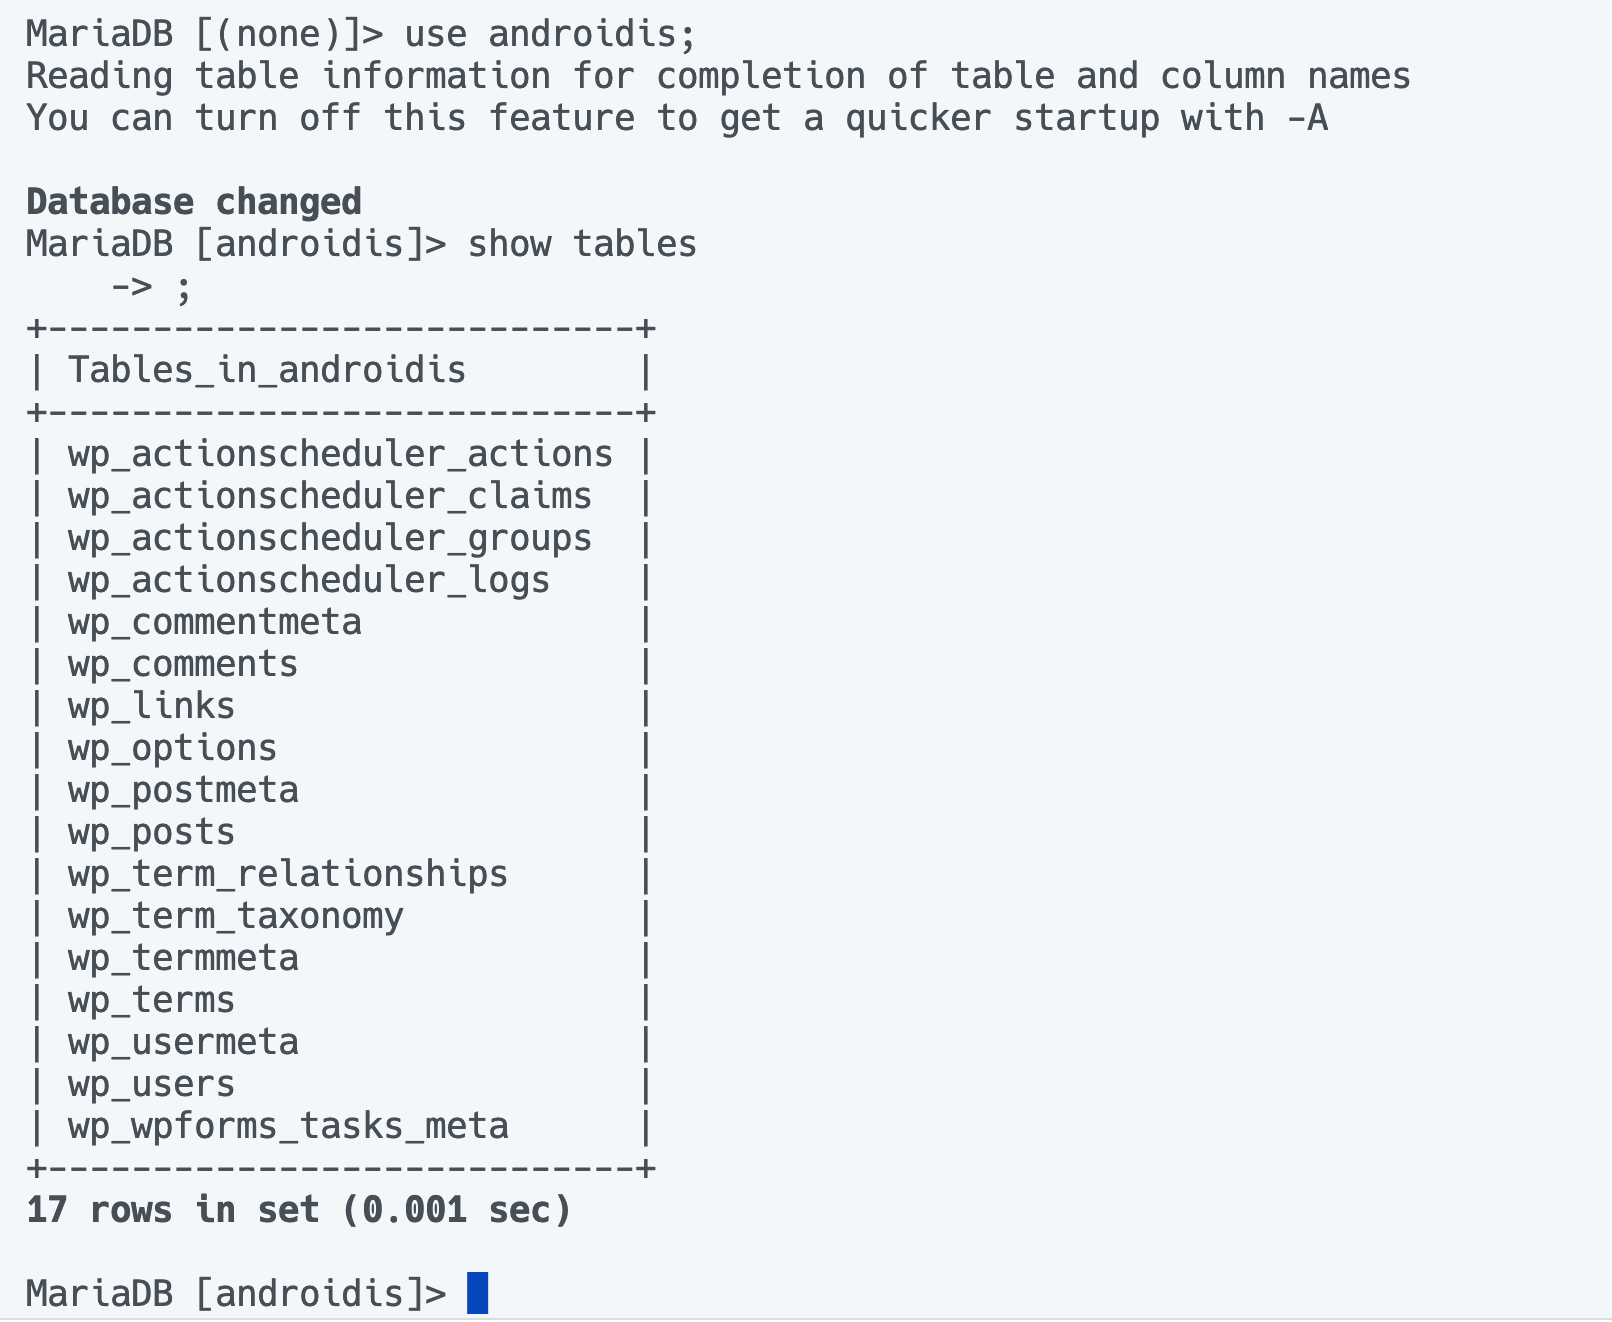 MariaDB [(none)]> use androidis;
Reading table information for completion of table and column names
You can turn off this feature to get a quicker startup with -A

Database changed
MariaDB [androidis]> show tables
    -> ;
+----------------------------+
| Tables_in_androidis        |
+----------------------------+
| wp_actionscheduler_actions |
| wp_actionscheduler_claims  |
| wp_actionscheduler_groups  |
| wp_actionscheduler_logs    |
| wp_commentmeta             |
| wp_comments                |
| wp_links                   |
| wp_options                 |
| wp_postmeta                |
| wp_posts                   |
| wp_term_relationships      |
| wp_term_taxonomy           |
| wp_termmeta                |
| wp_terms                   |
| wp_usermeta                |
| wp_users                   |
| wp_wpforms_tasks_meta      |
+----------------------------+
17 rows in set (0.001 sec)

MariaDB [androidis]>